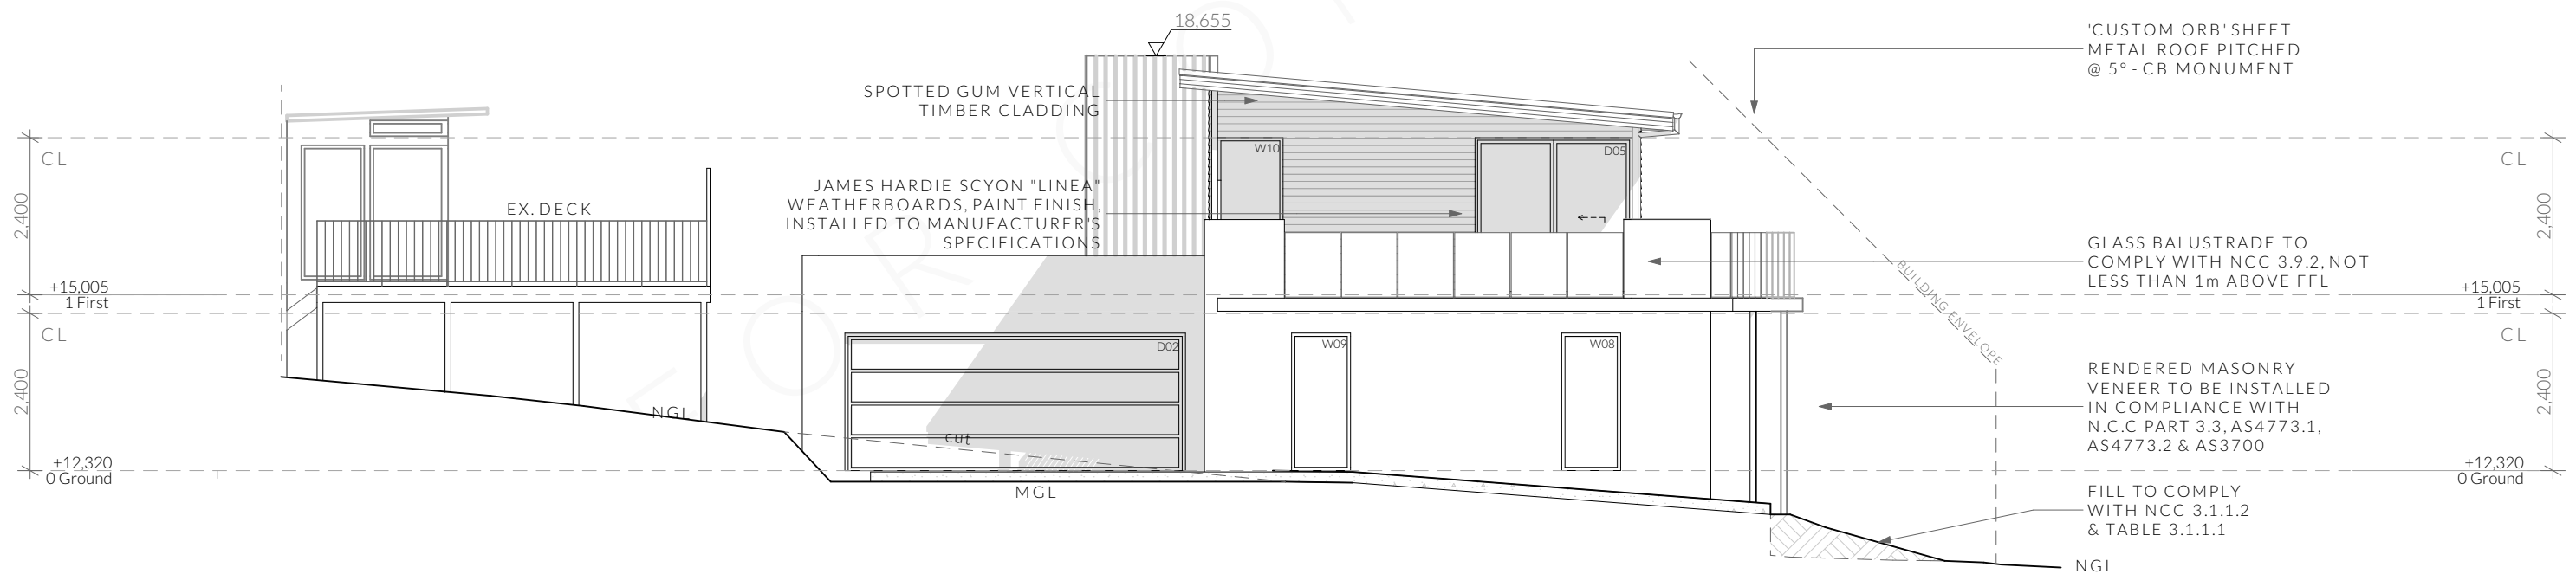 18,655
'CUSTOM ORB' SHEET
METAL ROOF PITCHED
@ 5° - CB MONUMENT
SPOTTED GUM VERTICAL
TIMBER CLADDING
CL
CL
W10
D05
JAMES HARDIE SCYON "LINEA"
WEATHERBOARDS, PAINT FINISH,
INSTALLED TO MANUFACTURER'S
SPECIFICATIONS
EX. DECK
2,400
2,400
GLASS BALUSTRADE TO
COMPLY WITH NCC 3.9.2, NOT
LESS THAN 1m ABOVE FFL
BUILDING ENVELOPE
+15,005
1 First
+15,005
1 First
CL
CL
D02
W09
W08
2,400
2,400
RENDERED MASONRY
VENEER TO BE INSTALLED
IN COMPLIANCE WITH
N.C.C PART 3.3, AS4773.1,
AS4773.2 & AS3700
NGL
cut
+12,320
0 Ground
+12,320
0 Ground
MGL
FILL TO COMPLY
WITH NCC 3.1.1.2
& TABLE 3.1.1.1
NGL
FOR CO